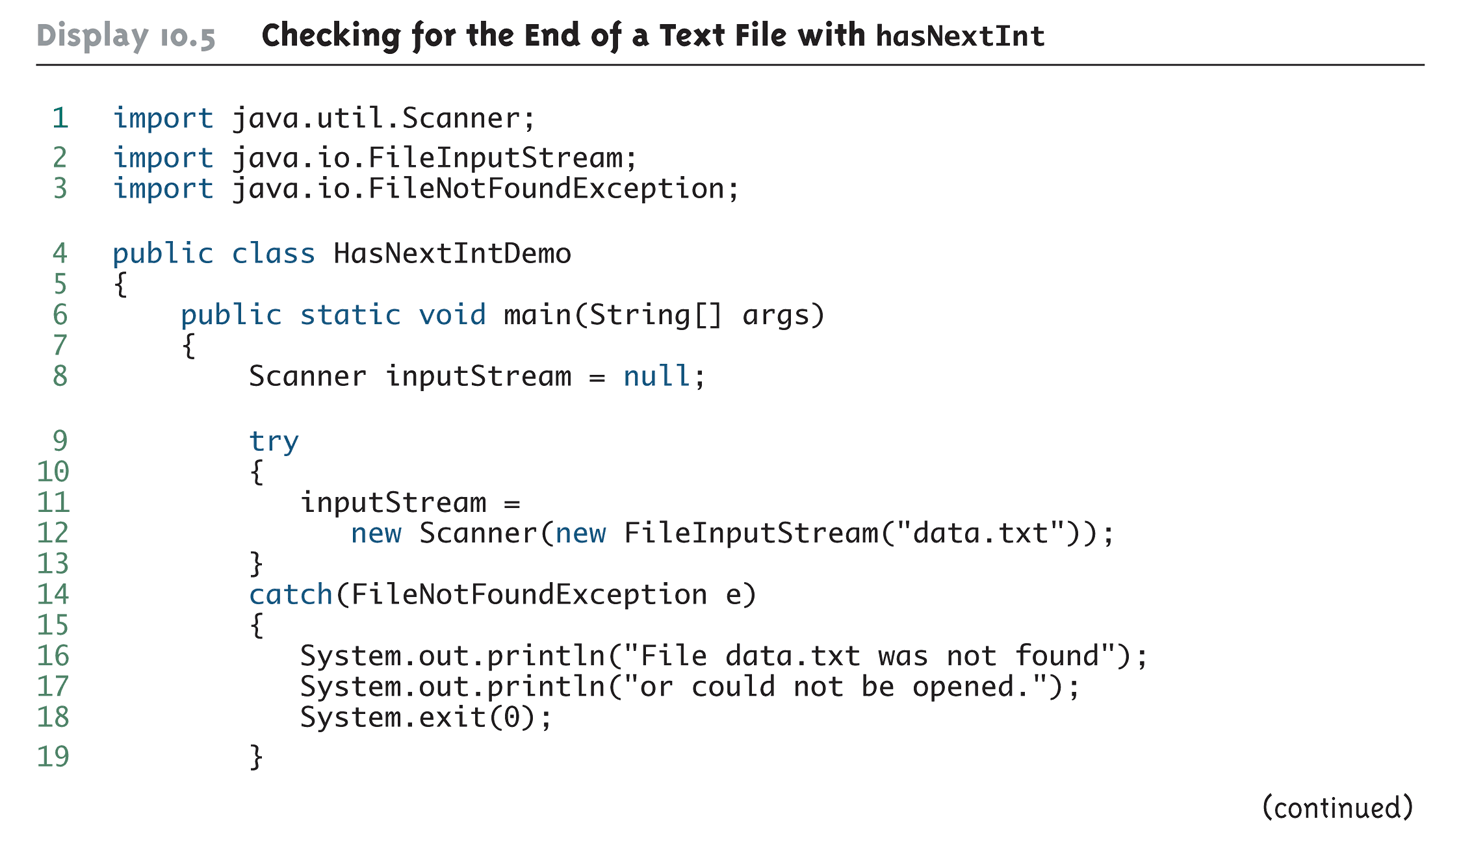 Display 10.5 Checking for the End of a Text File with hasNextInt
1 import java.util.Scanner;
2 import java.io.FileInputStream;
3 import java.io.FileNotFoundException;
4 public class HasNextIntDemo
5 {
6     public static void main(String[] args)
7     {
8         Scanner inputStream = null;
9         try
10         {
11            inputStream =
12               new Scanner(new FileInputStream("data.txt"));
13         }
14         catch(FileNotFoundException e)
15         {
16            System.out.println("File data.txt was not found");
17            System.out.println("or could not be opened.");
18            System.exit(0);
19         }
(continued)